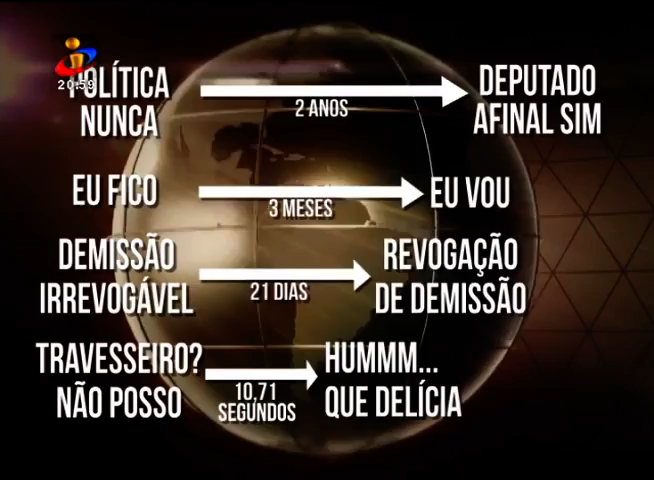 20:59
POLÍTICA
NUNCA
2 ANOS
DEPUTADO
AFINAL SIM
EU FICO
3 MESES
EU VOU
DEMISSÃO
IRREVOGÁVEL
21 DIAS
REVOGAÇÃO
DE DEMISSÃO
TRAVESSEIRO?
NÃO POSSO
10,71
SEGUNDOS
HUMMM...
QUE DELÍCIA